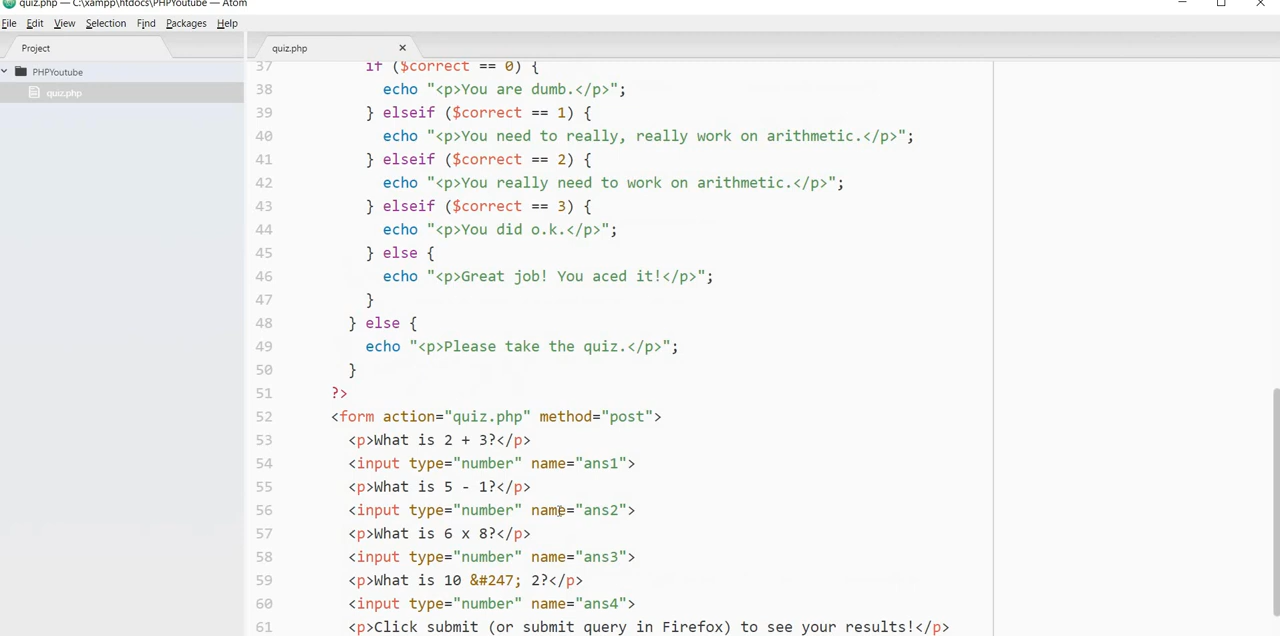 quiz.php — C:\xampp\htdocs\PHPYoutube — Atom
File Edit View Selection Find Packages Help
Project
quiz.php
PHPYoutube
quiz.php
37 if ($correct == 0) {
38 echo "<p>You are dumb.</p>";
39 } elseif ($correct == 1) {
40 echo "<p>You need to really, really work on arithmetic.</p>";
41 } elseif ($correct == 2) {
42 echo "<p>You really need to work on arithmetic.</p>";
43 } elseif ($correct == 3) {
44 echo "<p>You did o.k.</p>";
45 } else {
46 echo "<p>Great job! You aced it!</p>";
47 }
48 } else {
49 echo "<p>Please take the quiz.</p>";
50 }
51 ?>
52 <form action="quiz.php" method="post">
53 <p>What is 2 + 3?</p>
54 <input type="number" name="ans1">
55 <p>What is 5 - 1?</p>
56 <input type="number" name="ans2">
57 <p>What is 6 x 8?</p>
58 <input type="number" name="ans3">
59 <p>What is 10 &#247; 2?</p>
60 <input type="number" name="ans4">
61 <p>Click submit (or submit query in Firefox) to see your results!</p>